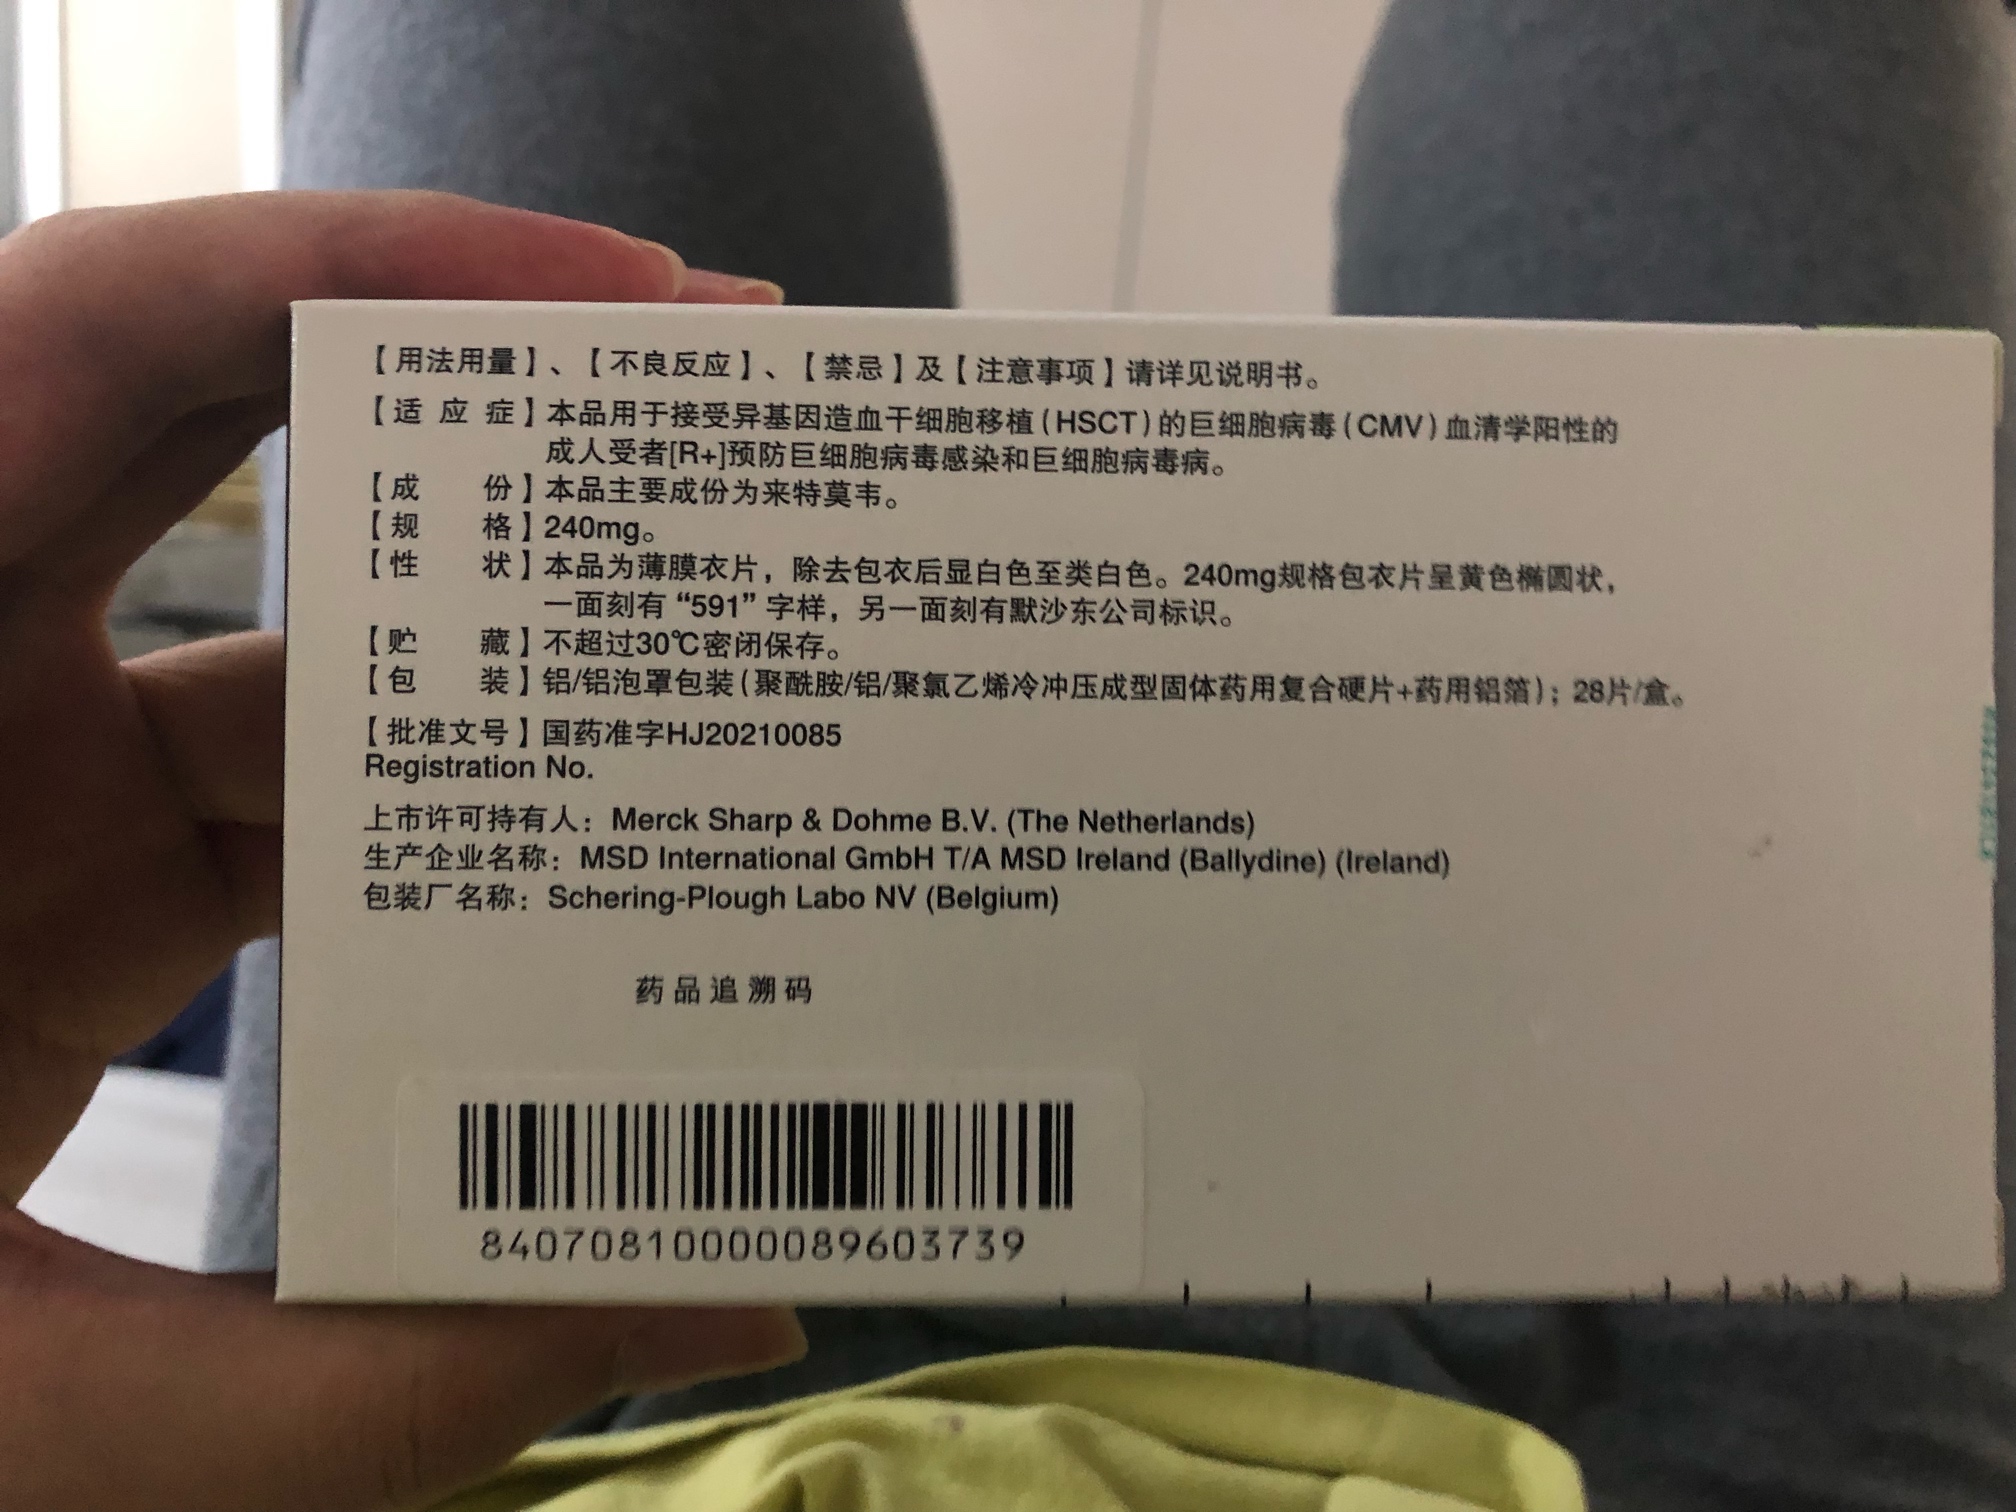 【用法用量】、【不良反应】、【禁忌】及【注意事项】请详见说明书。
【适应症】本品用于接受异基因造血干细胞移植(HSCT)的巨细胞病毒(CMV)血清学阳性的
成人受者[R+]预防巨细胞病毒感染和巨细胞病毒病。
【成份】本品主要成份为来特莫韦。
【规格】240mg。
【性状】本品为薄膜衣片，除去包衣后显白色至类白色。240mg规格包衣片呈黄色椭圆状，
一面刻有“591”字样，另一面刻有默沙东公司标识。
【贮藏】不超过30℃密闭保存。
【包装】铝/铝泡罩包装(聚酰胺/铝/聚氯乙烯冷冲压成型固体药用复合硬片+药用铝箔)；28片/盒。
【批准文号】国药准字HJ20210085
Registration No.
上市许可持有人：Merck Sharp & Dohme B.V. (The Netherlands)
生产企业名称：MSD International GmbH T/A MSD Ireland (Ballydine) (Ireland)
包装厂名称：Schering-Plough Labo NV (Belgium)
药品追溯码
84070810000089603739